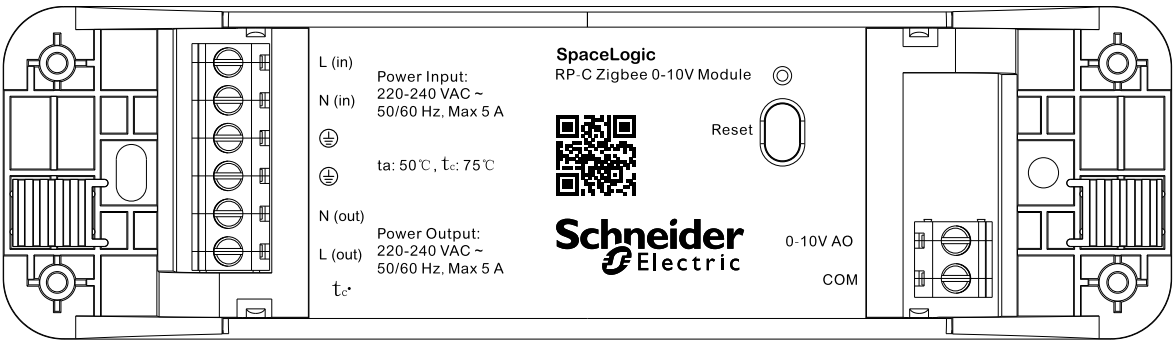 L (in)
N (in)
N (out)
L (out)
tc•
Power Input:
220-240 VAC ~
50/60 Hz, Max 5 A
ta: 50℃, tc: 75℃
Power Output:
220-240 VAC ~
50/60 Hz, Max 5 A
SpaceLogic
RP-C Zigbee 0-10V Module
Reset
Schneider
Electric
0-10V AO
COM